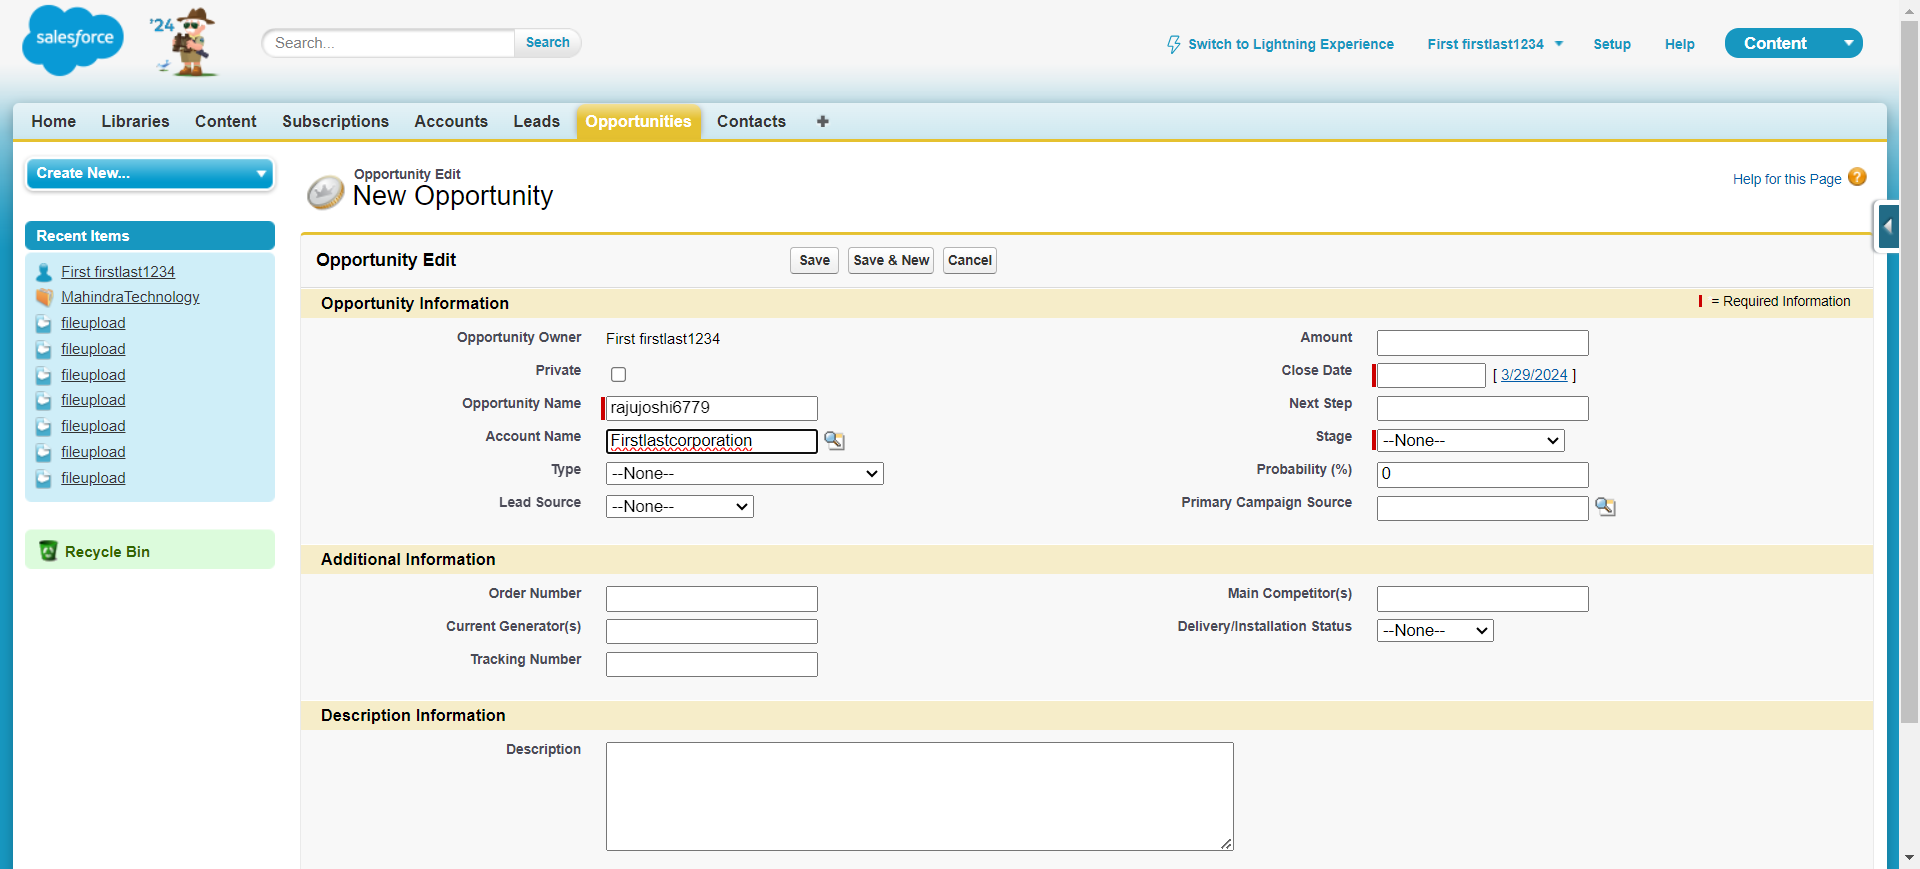 salesforce
'24
Search...
Search
Switch to Lightning Experience
First firstlast1234
Setup
Help
Content
Home
Libraries
Content
Subscriptions
Accounts
Leads
Opportunities
Contacts
+
Create New...
Recent Items
First firstlast1234
MahindraTechnology
fileupload
fileupload
fileupload
fileupload
fileupload
fileupload
fileupload
Recycle Bin
Opportunity Edit
New Opportunity
Help for this Page
?
Opportunity Edit
Save
Save & New
Cancel
Opportunity Information
= Required Information
Opportunity Owner First firstlast1234
Amount
Private
Close Date [ 3/29/2024 ]
Opportunity Name rajujoshi6779
Next Step
Account Name Firstlastcorporation
Stage --None--
Type --None--
Probability (%) 0
Lead Source --None--
Primary Campaign Source
Additional Information
Order Number
Main Competitor(s)
Current Generator(s)
Delivery/Installation Status --None--
Tracking Number
Description Information
Description